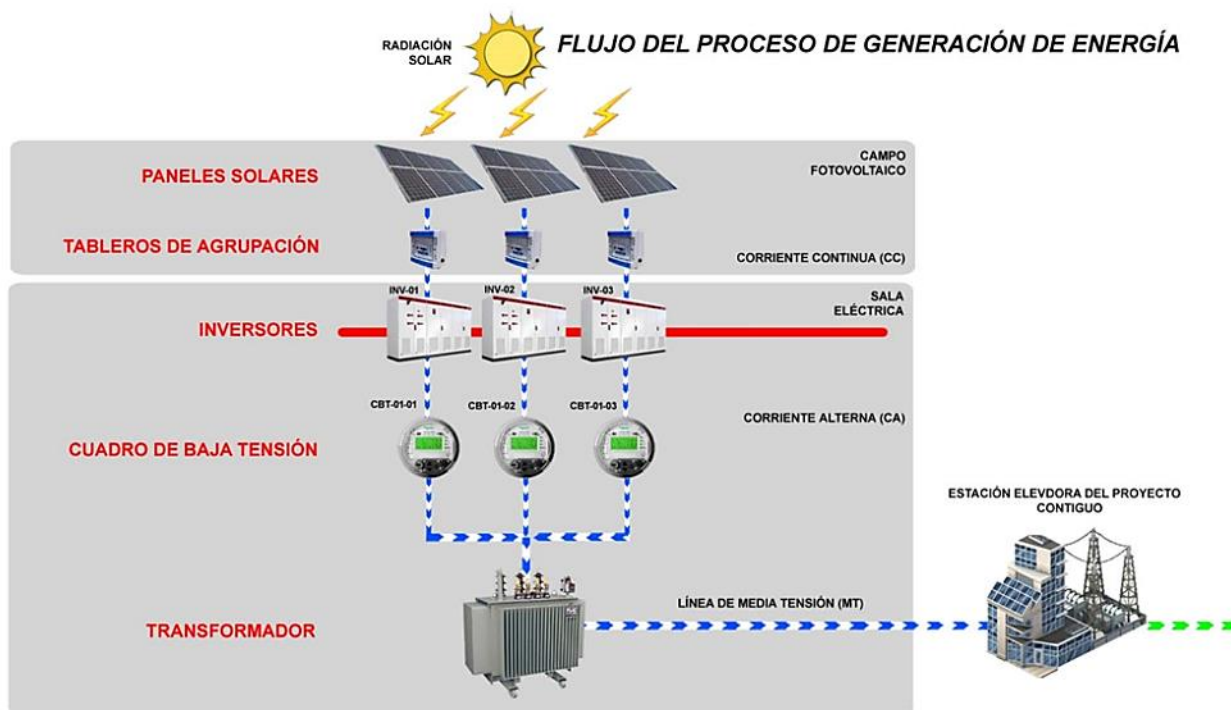 RADIACIÓN
SOLAR
FLUJO DEL PROCESO DE GENERACIÓN DE ENERGÍA
PANELES SOLARES
CAMPO
FOTOVOLTAICO
TABLEROS DE AGRUPACIÓN
CORRIENTE CONTINUA (CC)
INV-01
INV-02
INV-03
SALA
ELÉCTRICA
INVERSORES
CBT-01-01
CBT-01-02
CBT-01-03
CORRIENTE ALTERNA (CA)
CUADRO DE BAJA TENSIÓN
ESTACIÓN ELEVDORA DEL PROYECTO
CONTIGUO
LÍNEA DE MEDIA TENSIÓN (MT)
TRANSFORMADOR